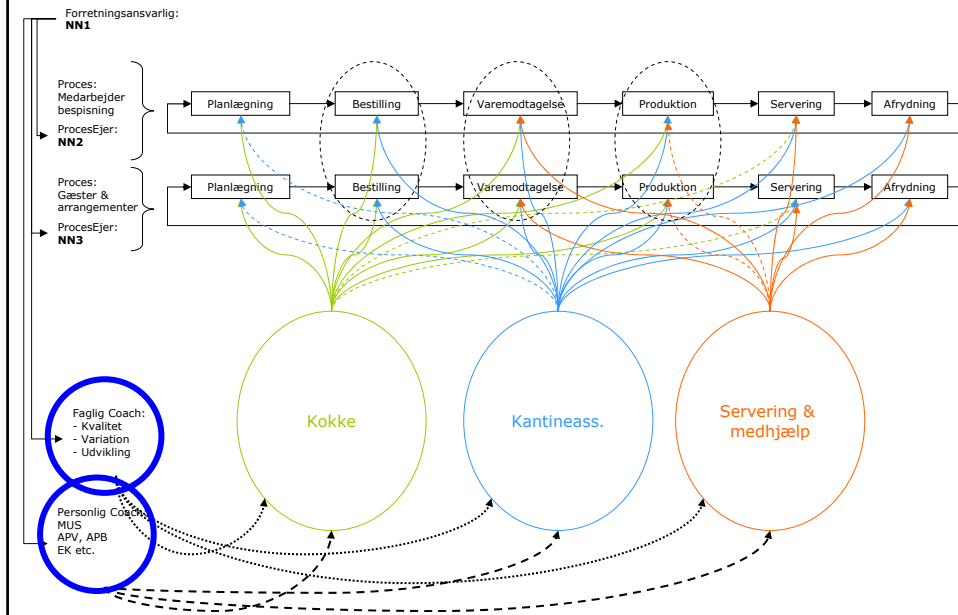 Forretningsansvarlig:
NN1
Proces:
Medarbejder
bespisning
ProcesEjer:
NN2
Planlægning
Bestilling
Varemodtagelse
Produktion
Servering
Afrydning
Proces:
Gæster &
arrangementer
ProcesEjer:
NN3
Planlægning
Bestilling
Varemodtagelse
Produktion
Servering
Afrydning
Kokke
Kantineass.
Servering &
medhjælp
Faglig Coach:
- Kvalitet
- Variation
- Udvikling
Personlig Coach:
MUS
APV, APB
EK etc.